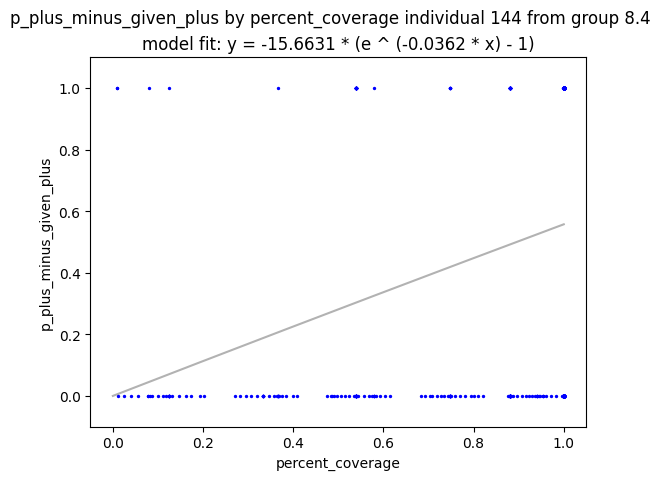 p_plus_minus_given_plus by percent_coverage individual 144 from group 8.4
model fit: y = -15.6631 * (e ^ (-0.0362 * x) - 1)
1.0
0.8
0.6
0.4
0.2
0.0
p_plus_minus_given_plus
0.0 0.2 0.4 0.6 0.8 1.0
percent_coverage